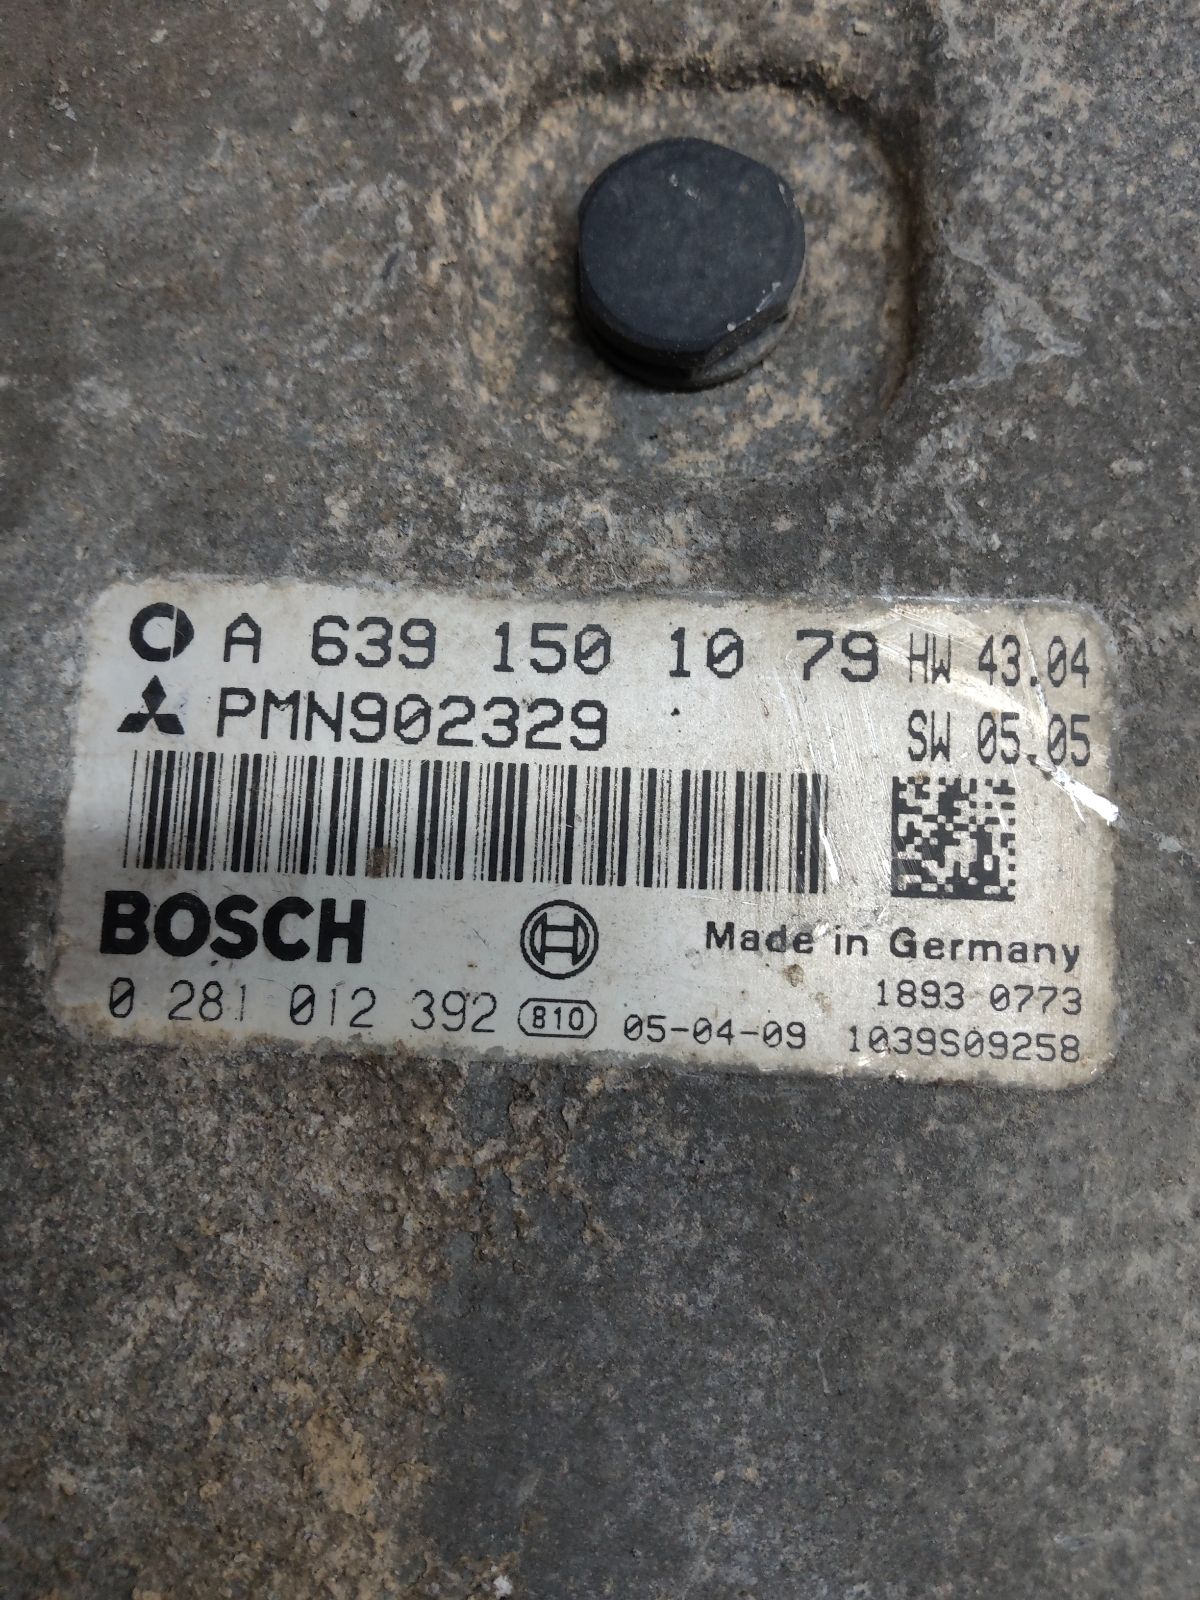 A 639 150 10 79 HW 43.04
PMN902329 SW 05.05
BOSCH Made in Germany
1893 0773
0 281 012 392 810 05-04-09 1039S09258